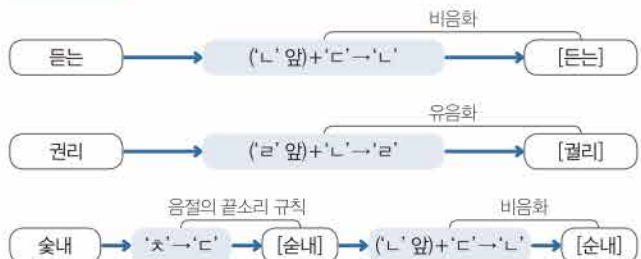 비음화
듣는 (‘ㄴ’ 앞)+‘ㄷ’→‘ㄴ’ [든는]
유음화
권리 (‘ㄹ’ 앞)+‘ㄴ’→‘ㄹ’ [궐리]
음절의 끝소리 규칙 비음화
숯내 ‘ㅊ’→‘ㄷ’ [숟내] (‘ㄴ’ 앞)+‘ㄷ’→‘ㄴ’ [순내]